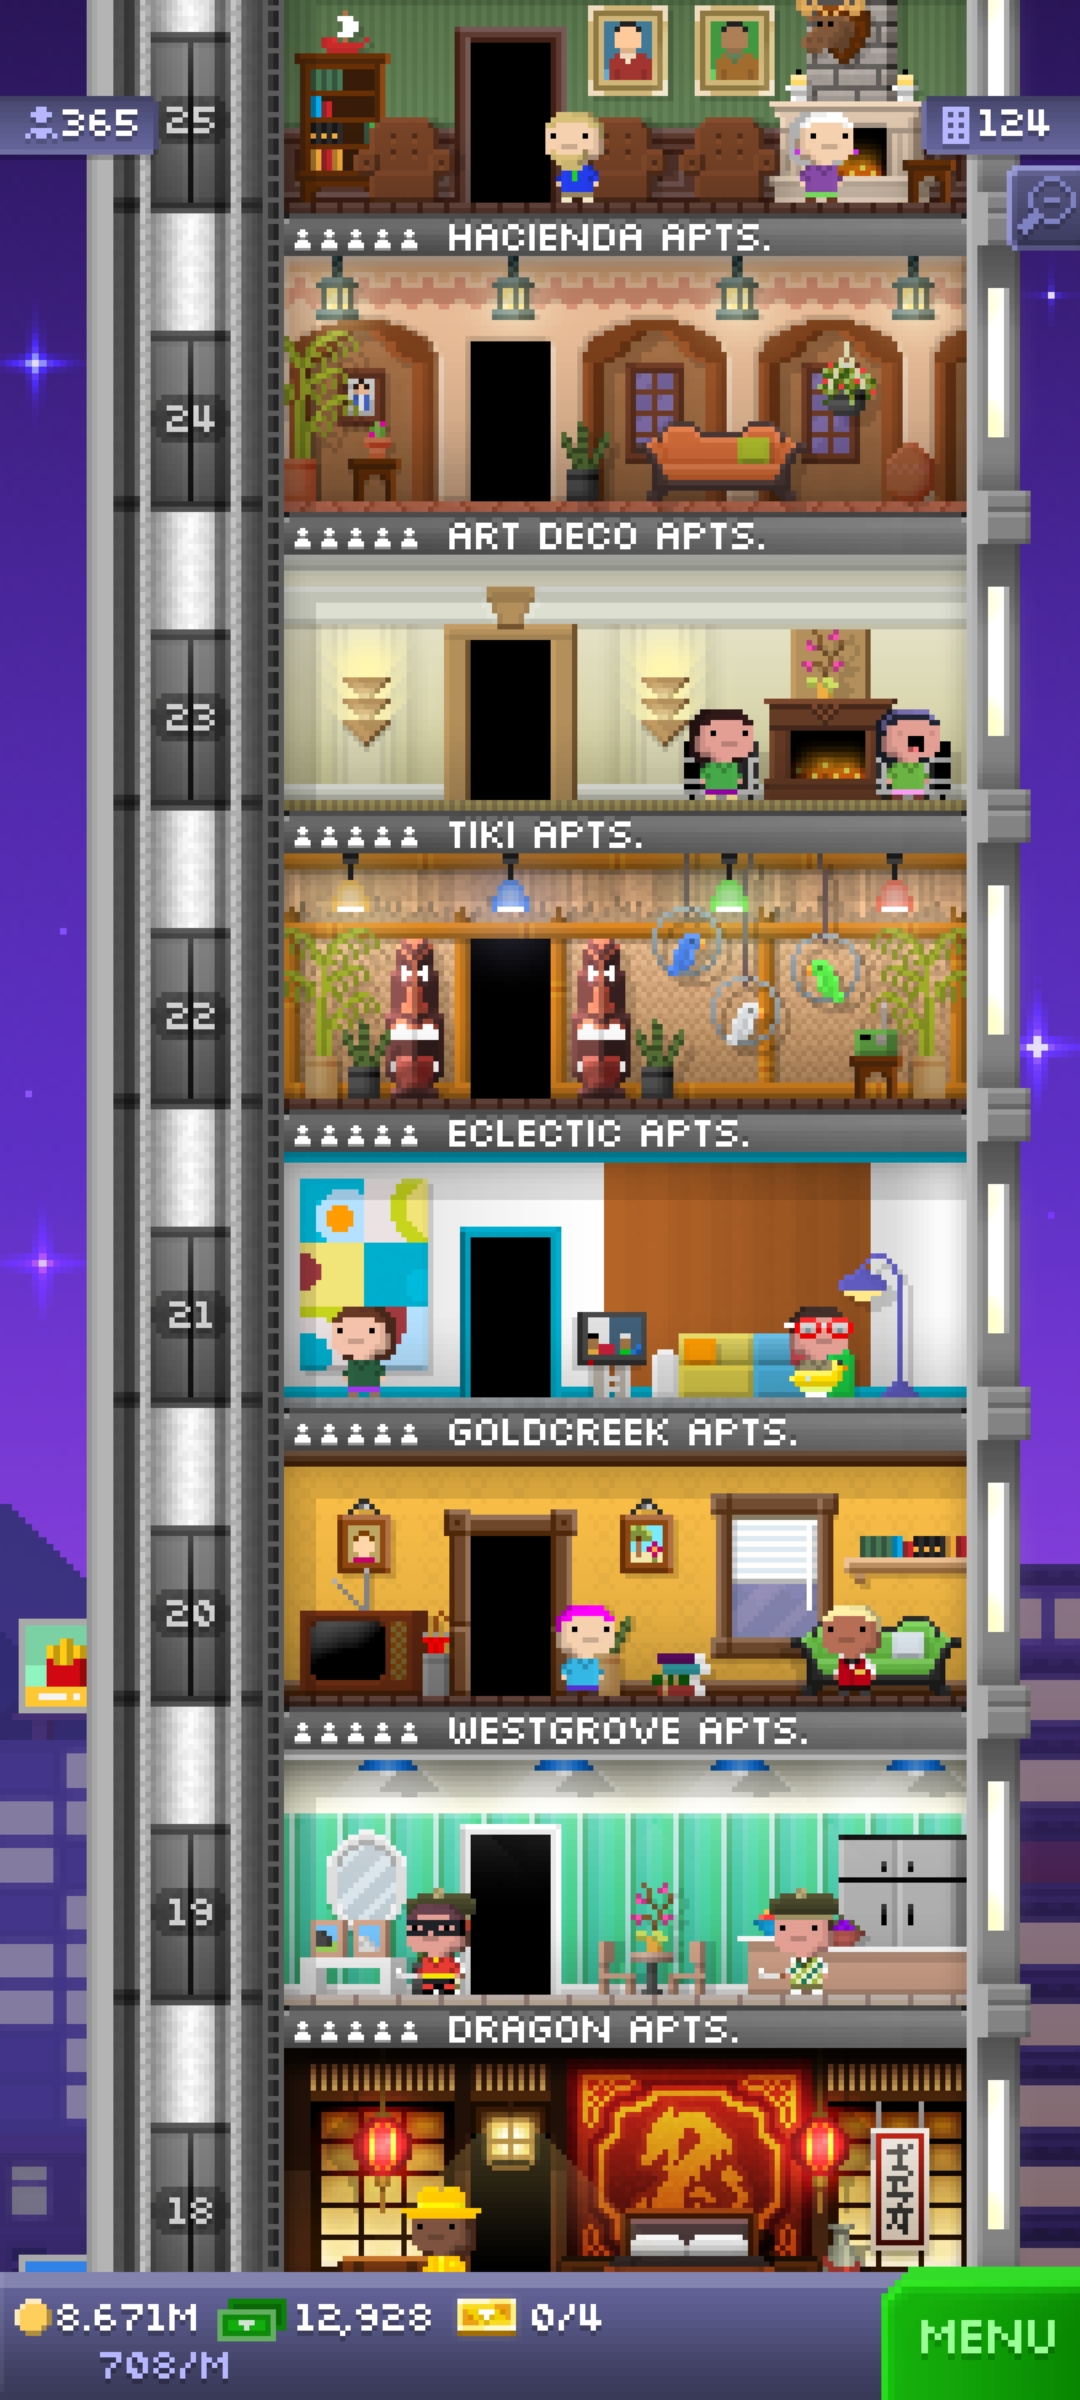 365
25
124
HACIENDA APTS.
24
ART DECO APTS.
23
TIKI APTS.
22
ECLECTIC APTS.
21
GOLDCREEK APTS.
20
WESTGROVE APTS.
19
DRAGON APTS.
18
8.671M 12,928 0/4
708/M
MENU